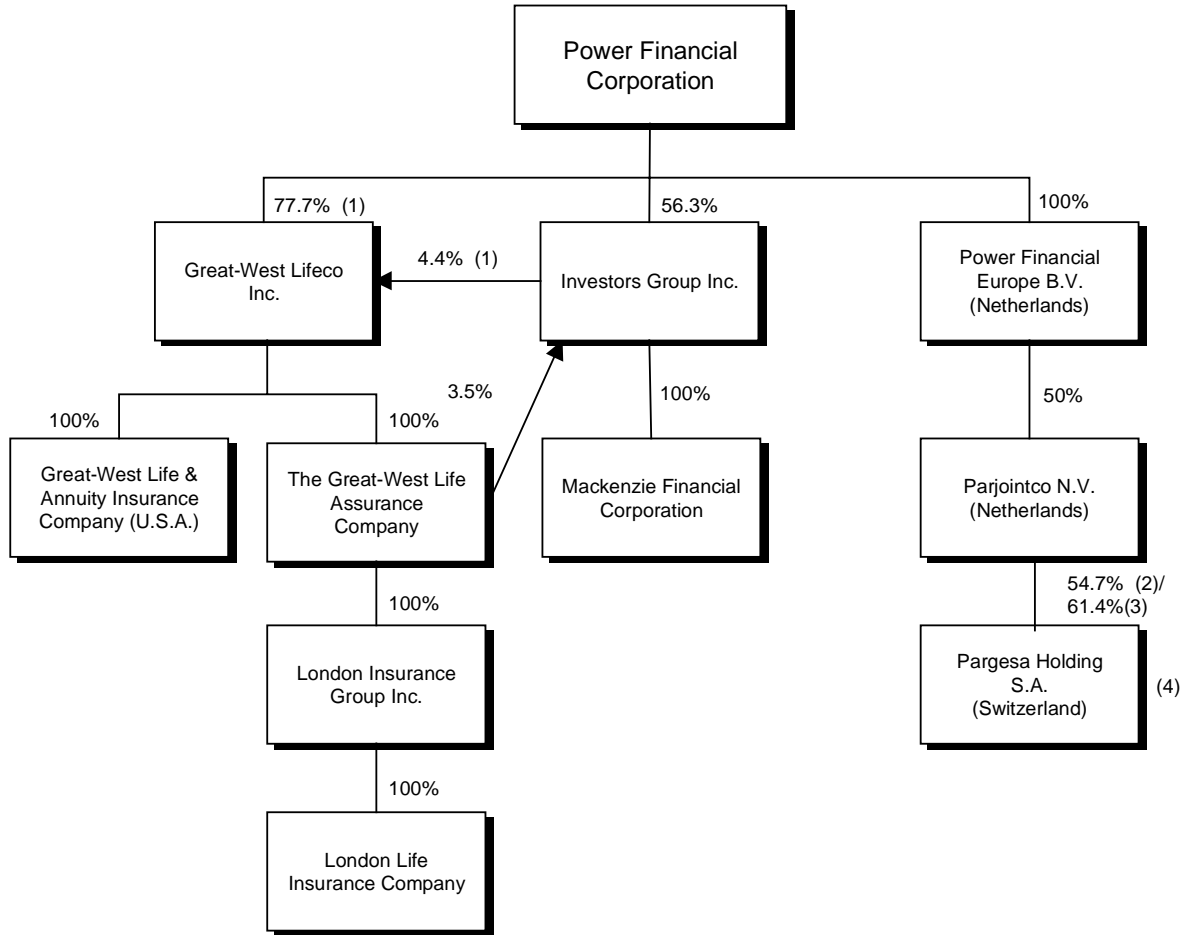 Power Financial
Corporation
77.7% (1)
56.3%
100%
Great-West Lifeco
Inc.
4.4% (1)
Investors Group Inc.
Power Financial
Europe B.V.
(Netherlands)
3.5%
100%
50%
100%
100%
Great-West Life &
Annuity Insurance
Company (U.S.A.)
The Great-West Life
Assurance
Company
Mackenzie Financial
Corporation
Parjointco N.V.
(Netherlands)
100%
54.7% (2)/
61.4%(3)
London Insurance
Group Inc.
Pargesa Holding
S.A.
(Switzerland)
(4)
100%
London Life
Insurance Company